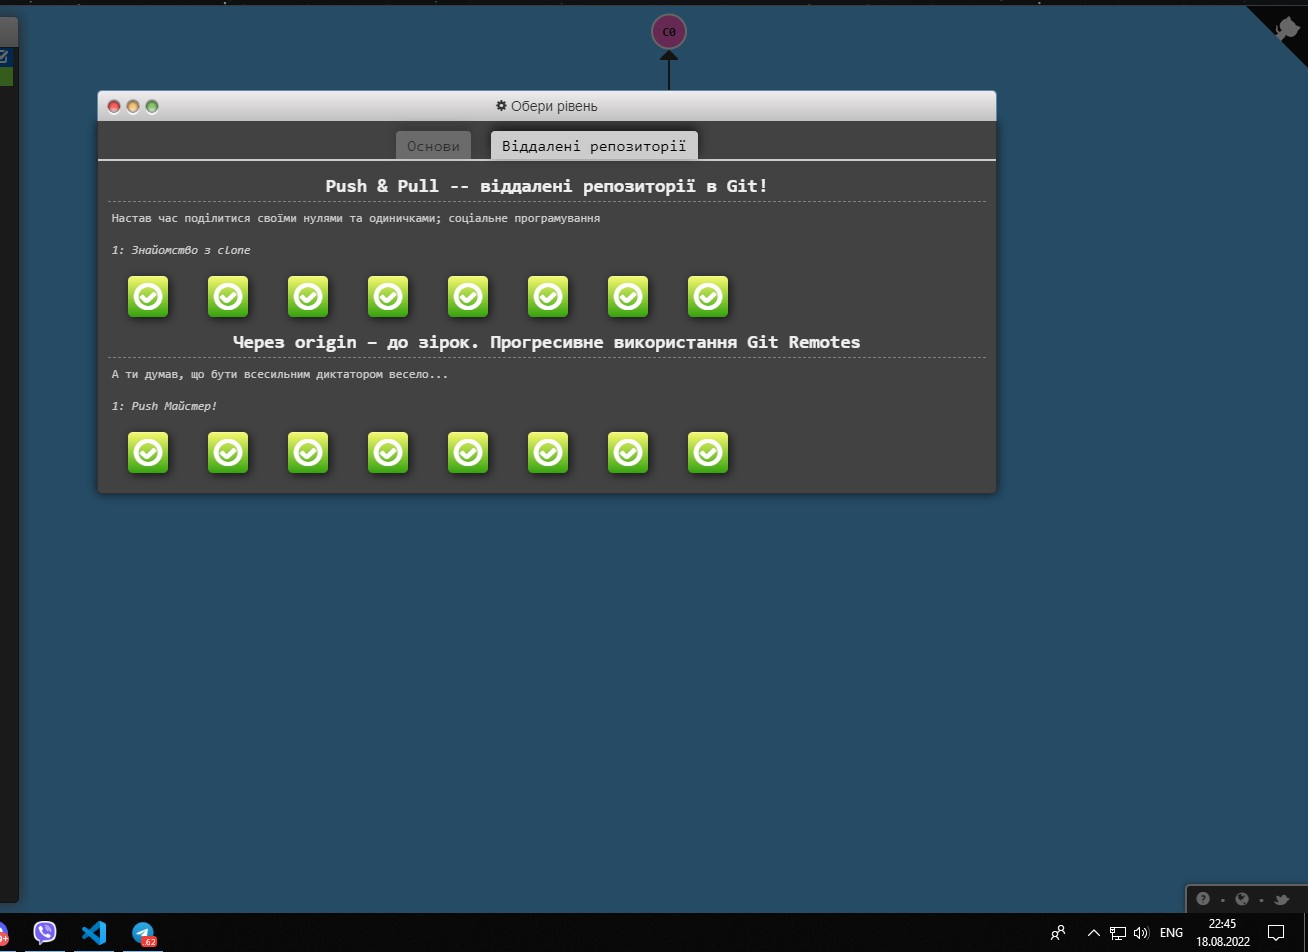 C0
Обери рівень
Основи
Віддалені репозиторії
Push & Pull -- віддалені репозиторії в Git!
Настав час поділитися своїми нулями та одиничками; соціальне програмування
1: Знайомство з clone
Через origin – до зірок. Прогресивне використання Git Remotes
А ти думав, що бути всесильним диктатором весело...
1: Push Майстер!
62
ENG
22:45
18.08.2022